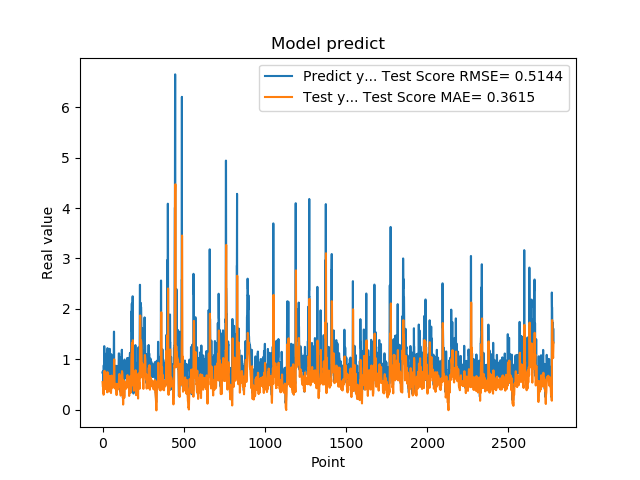 Model predict
Predict y... Test Score RMSE= 0.5144
Test y... Test Score MAE= 0.3615
Real value
6
5
4
3
2
1
0
0 500 1000 1500 2000 2500
Point